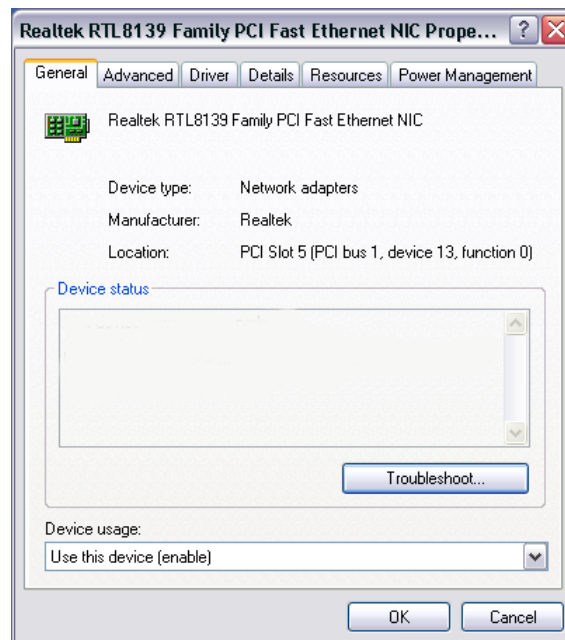 Realtek RTL8139 Family PCI Fast Ethernet NIC Prope...
General Advanced Driver Details Resources Power Management
Realtek RTL8139 Family PCI Fast Ethernet NIC
Device type: Network adapters
Manufacturer: Realtek
Location: PCI Slot 5 (PCI bus 1, device 13, function 0)
Device status
Troubleshoot...
Device usage:
Use this device (enable)
OK Cancel